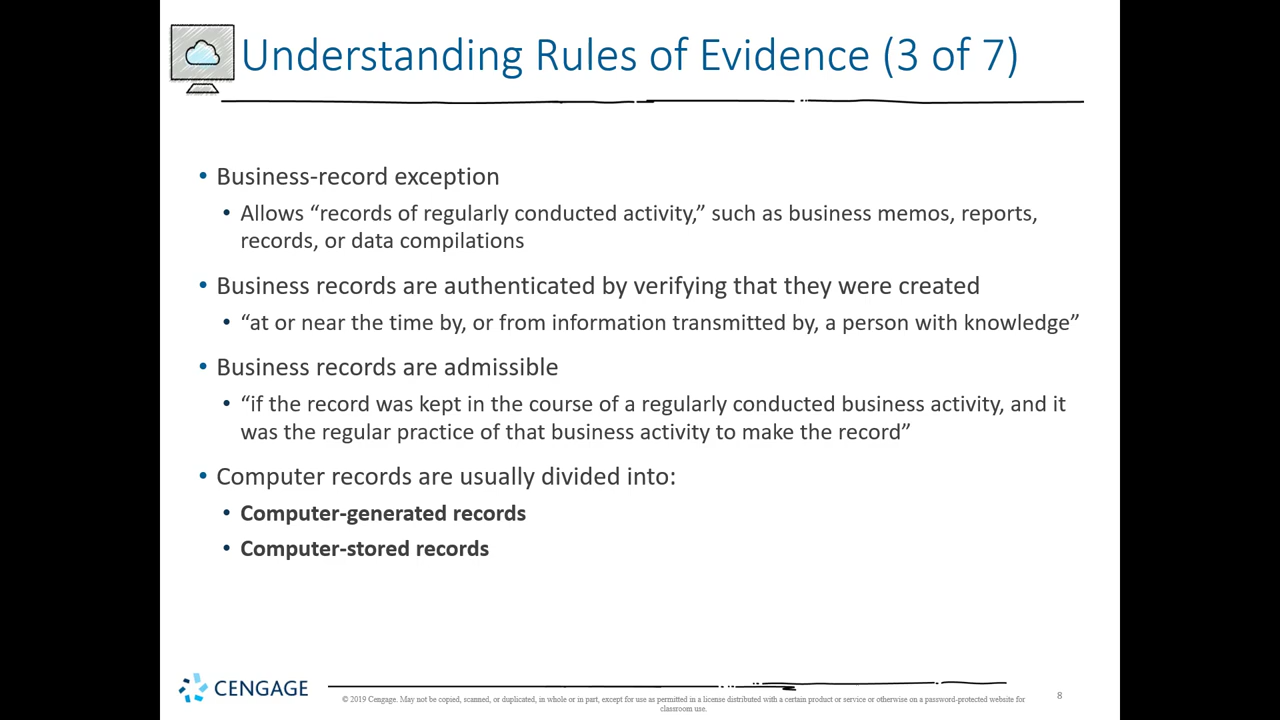 Understanding Rules of Evidence (3 of 7)
• Business-record exception
• Allows “records of regularly conducted activity,” such as business memos, reports,
records, or data compilations
• Business records are authenticated by verifying that they were created
• “at or near the time by, or from information transmitted by, a person with knowledge”
• Business records are admissible
• “if the record was kept in the course of a regularly conducted business activity, and it
was the regular practice of that business activity to make the record”
• Computer records are usually divided into:
• Computer-generated records
• Computer-stored records
CENGAGE
© 2019 Cengage. May not be copied, scanned, or duplicated, in whole or in part, except for use as permitted in a license distributed with a certain product or service or otherwise on a password-protected website for
classroom use.
8